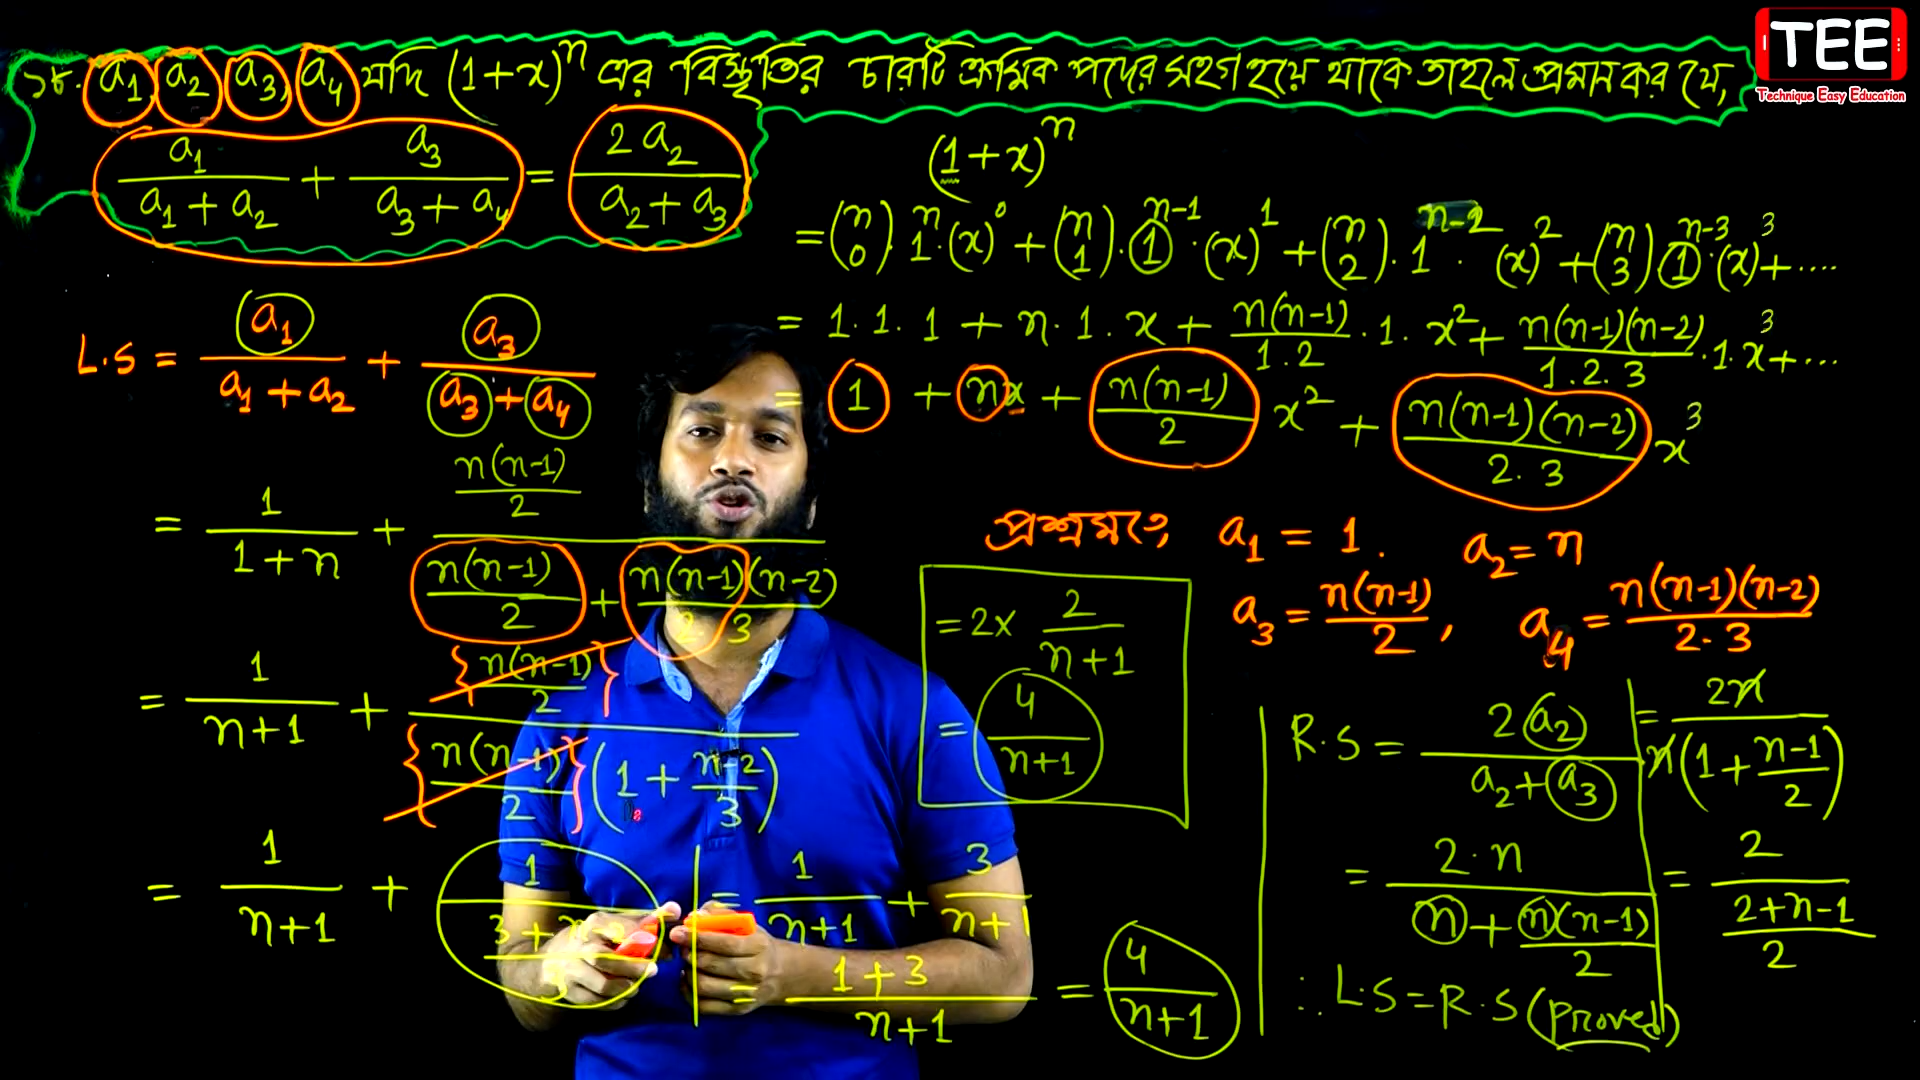 TEE
Technique Easy Education
১৮. a₁, a₂, a₃, a₄ যদি (1+x)ⁿ এর বিস্তৃতির চারটি ক্রমিক পদের সহগ হয়ে থাকে তাহলে প্রমান কর যে,
a₁/(a₁+a₂) + a₃/(a₃+a₄) = 2a₂/(a₂+a₃)
(1+x)ⁿ
= (n 0)·1ⁿ·(x)⁰ + (n 1)·1ⁿ⁻¹·(x)¹ + (n 2)·1ⁿ⁻²·(x)² + (n 3)·1ⁿ⁻³·(x)³ + ....
= 1·1·1 + n·1·x + n(n-1)/1.2 ·1·x² + n(n-1)(n-2)/1.2.3 ·1·x³ + ...
= 1 + nx + n(n-1)/2 x² + n(n-1)(n-2)/2.3 x³
প্রশ্নমতে, a₁ = 1. a₂ = n
a₃ = n(n-1)/2, a₄ = n(n-1)(n-2)/2.3
L.S = a₁/(a₁+a₂) + a₃/(a₃+a₄)
= 1/(1+n) + (n(n-1)/2)/(n(n-1)/2 + n(n-1)(n-2)/2 3)
= 1/(n+1) + {n(n-1)/2}/({n(n-1)/2}(1 + (n-2)/3))
= 1/(n+1) + 1/((3+n-2)/3)
= 1/(n+1) + 3/(n+1)
= (1+3)/(n+1) = 4/(n+1)
= 2× 2/(n+1)
= 4/(n+1)
R.S = 2a₂/(a₂+a₃)
= 2·n/(n + n(n-1)/2)
= 2n/(n(1 + (n-1)/2))
= 2/((2+n-1)/2)
∴ L.S = R.S (proved)